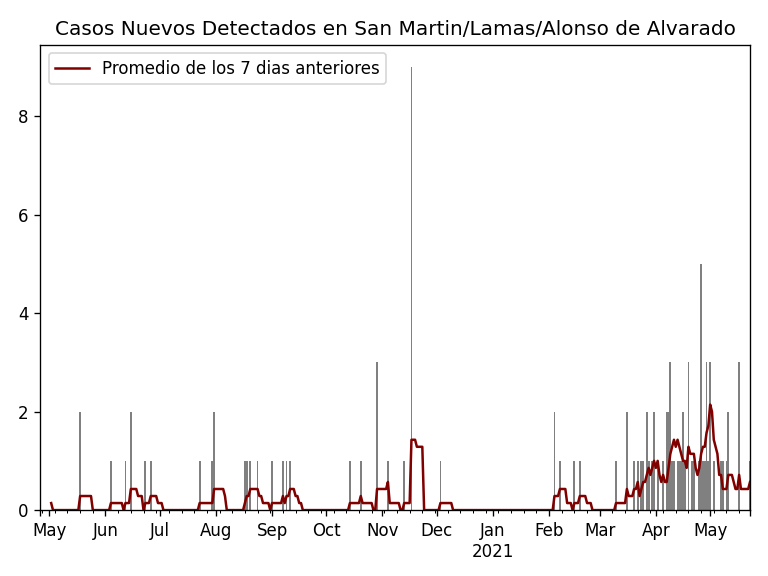 Casos Nuevos Detectados en San Martin/Lamas/Alonso de Alvarado
Promedio de los 7 dias anteriores
8
6
4
2
0
May Jun Jul Aug Sep Oct Nov Dec Jan Feb Mar Apr May
2021